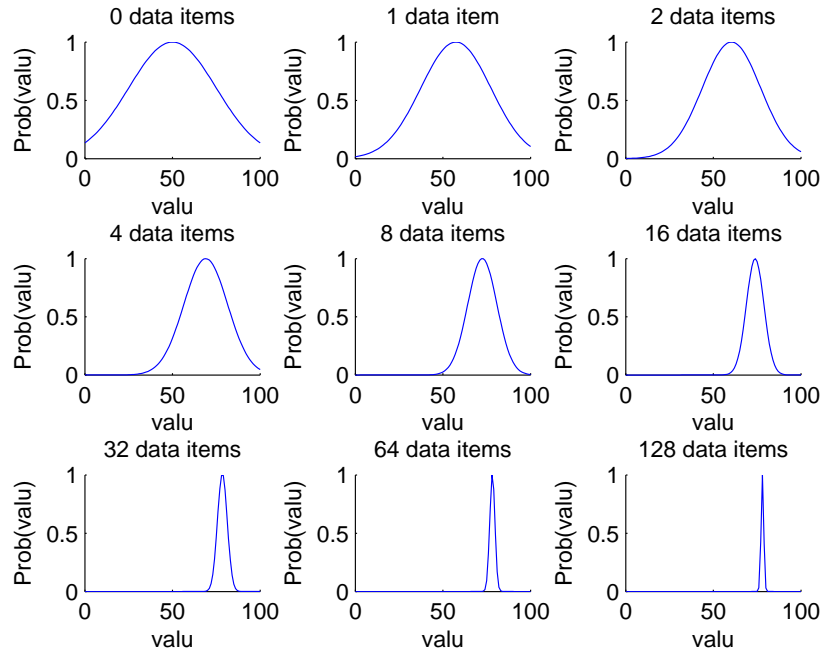 0 data items
1 data item
2 data items
Prob(valu)
1
0.5
0
0
50
100
valu
Prob(valu)
1
0.5
0
0
50
100
valu
Prob(valu)
1
0.5
0
0
50
100
valu
4 data items
8 data items
16 data items
Prob(valu)
1
0.5
0
0
50
100
valu
Prob(valu)
1
0.5
0
0
50
100
valu
Prob(valu)
1
0.5
0
0
50
100
valu
32 data items
64 data items
128 data items
Prob(valu)
1
0.5
0
0
50
100
valu
Prob(valu)
1
0.5
0
0
50
100
valu
Prob(valu)
1
0.5
0
0
50
100
valu